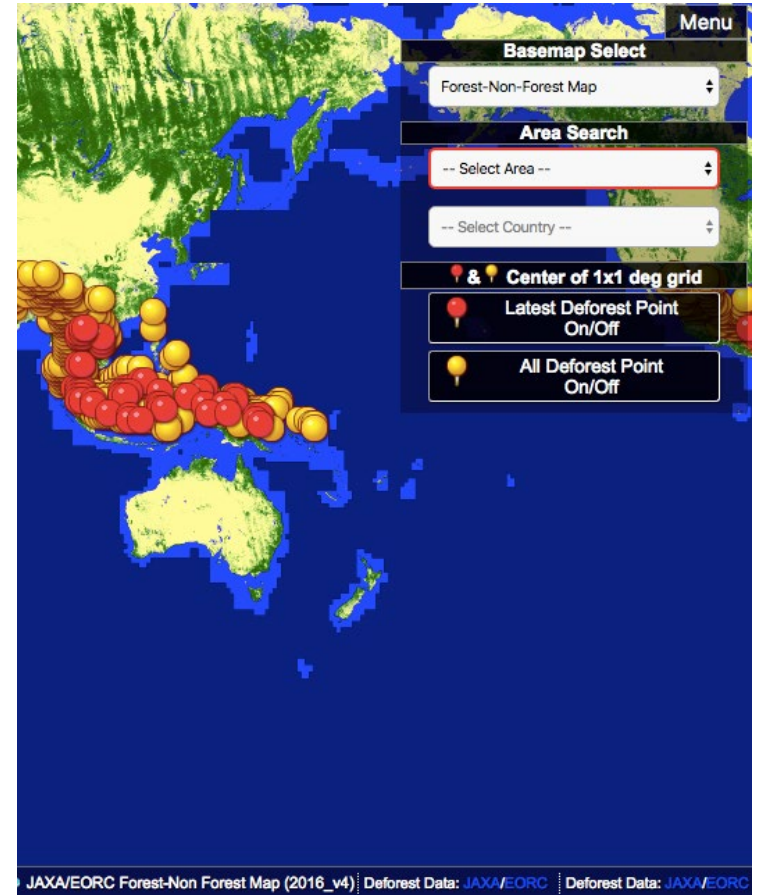 Menu
Basemap Select
Forest-Non-Forest Map
Area Search
-- Select Area --
-- Select Country --
& Center of 1x1 deg grid
Latest Deforest Point
On/Off
All Deforest Point
On/Off
JAXA/EORC Forest-Non Forest Map (2016_v4) Deforest Data: JAXA/EORC Deforest Data: JAXA/EORC